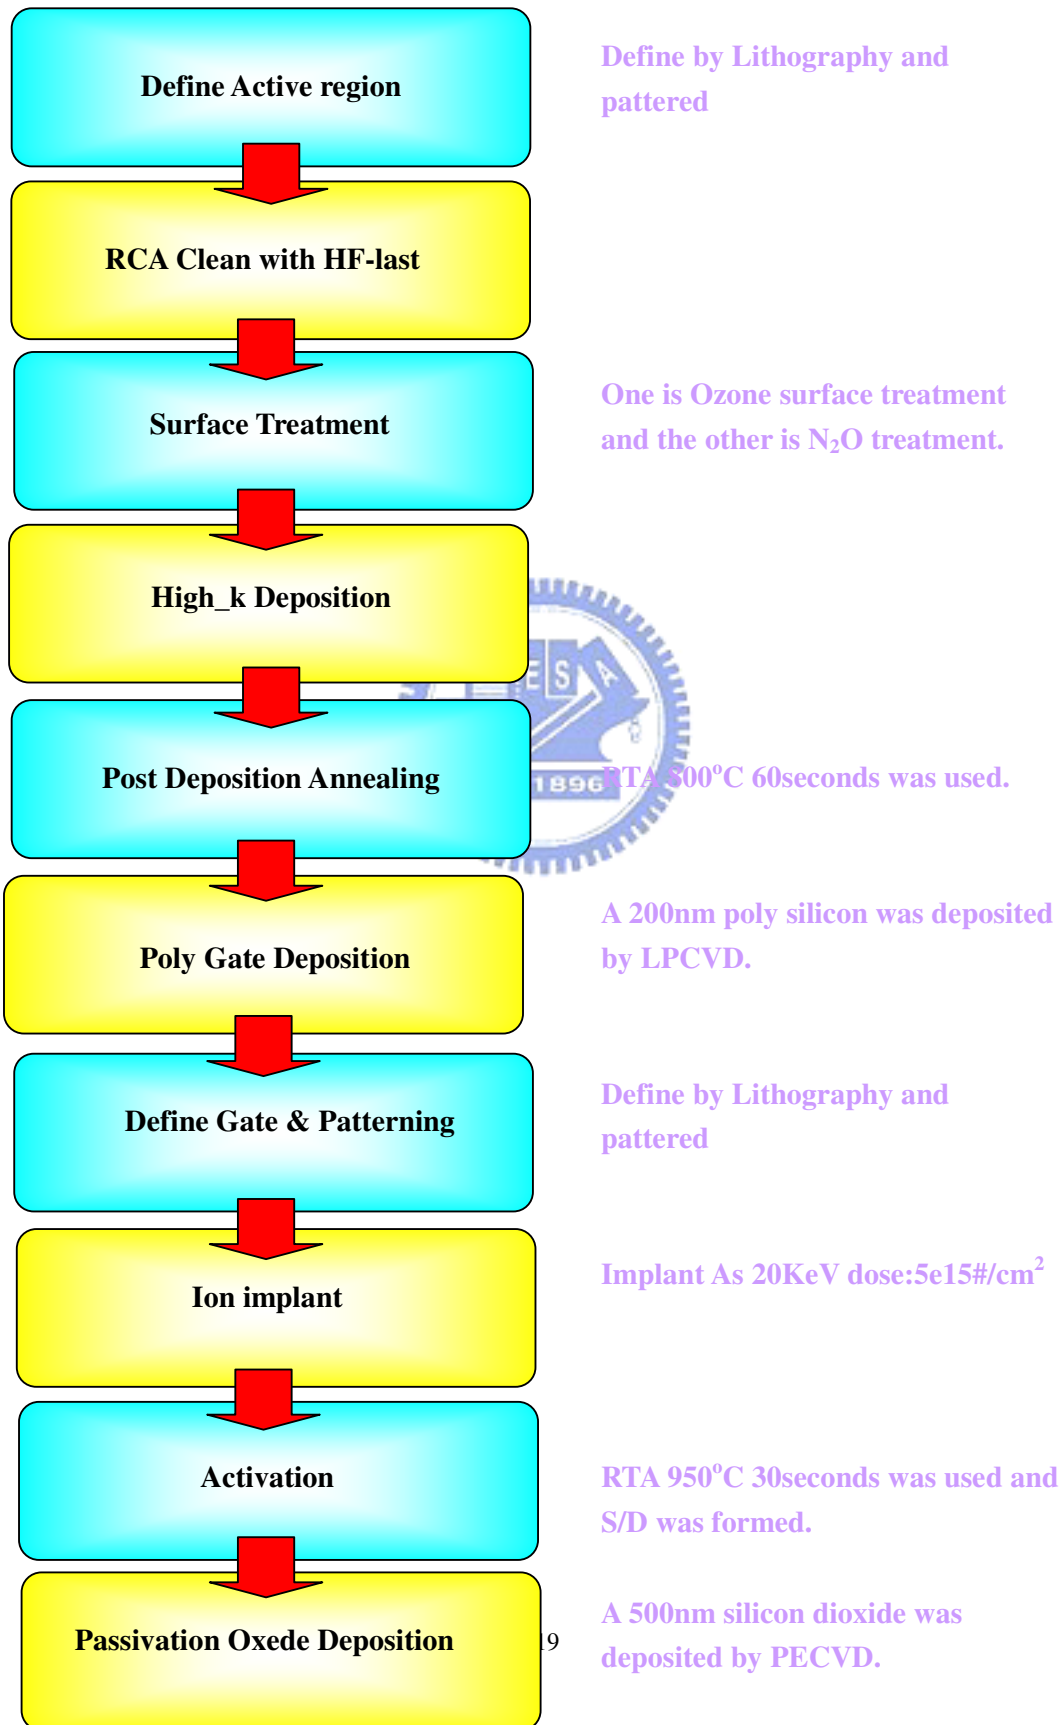 Define Active region
Define by Lithography and
pattered
RCA Clean with HF-last
Surface Treatment
One is Ozone surface treatment
and the other is N₂O treatment.
High_k Deposition
E S A
1896
Post Deposition Annealing
RTA 800°C 60seconds was used.
Poly Gate Deposition
A 200nm poly silicon was deposited
by LPCVD.
Define Gate & Patterning
Define by Lithography and
pattered
Ion implant
Implant As 20KeV dose:5e15#/cm²
Activation
RTA 950°C 30seconds was used and
S/D was formed.
Passivation Oxede Deposition
A 500nm silicon dioxide was
deposited by PECVD.
19